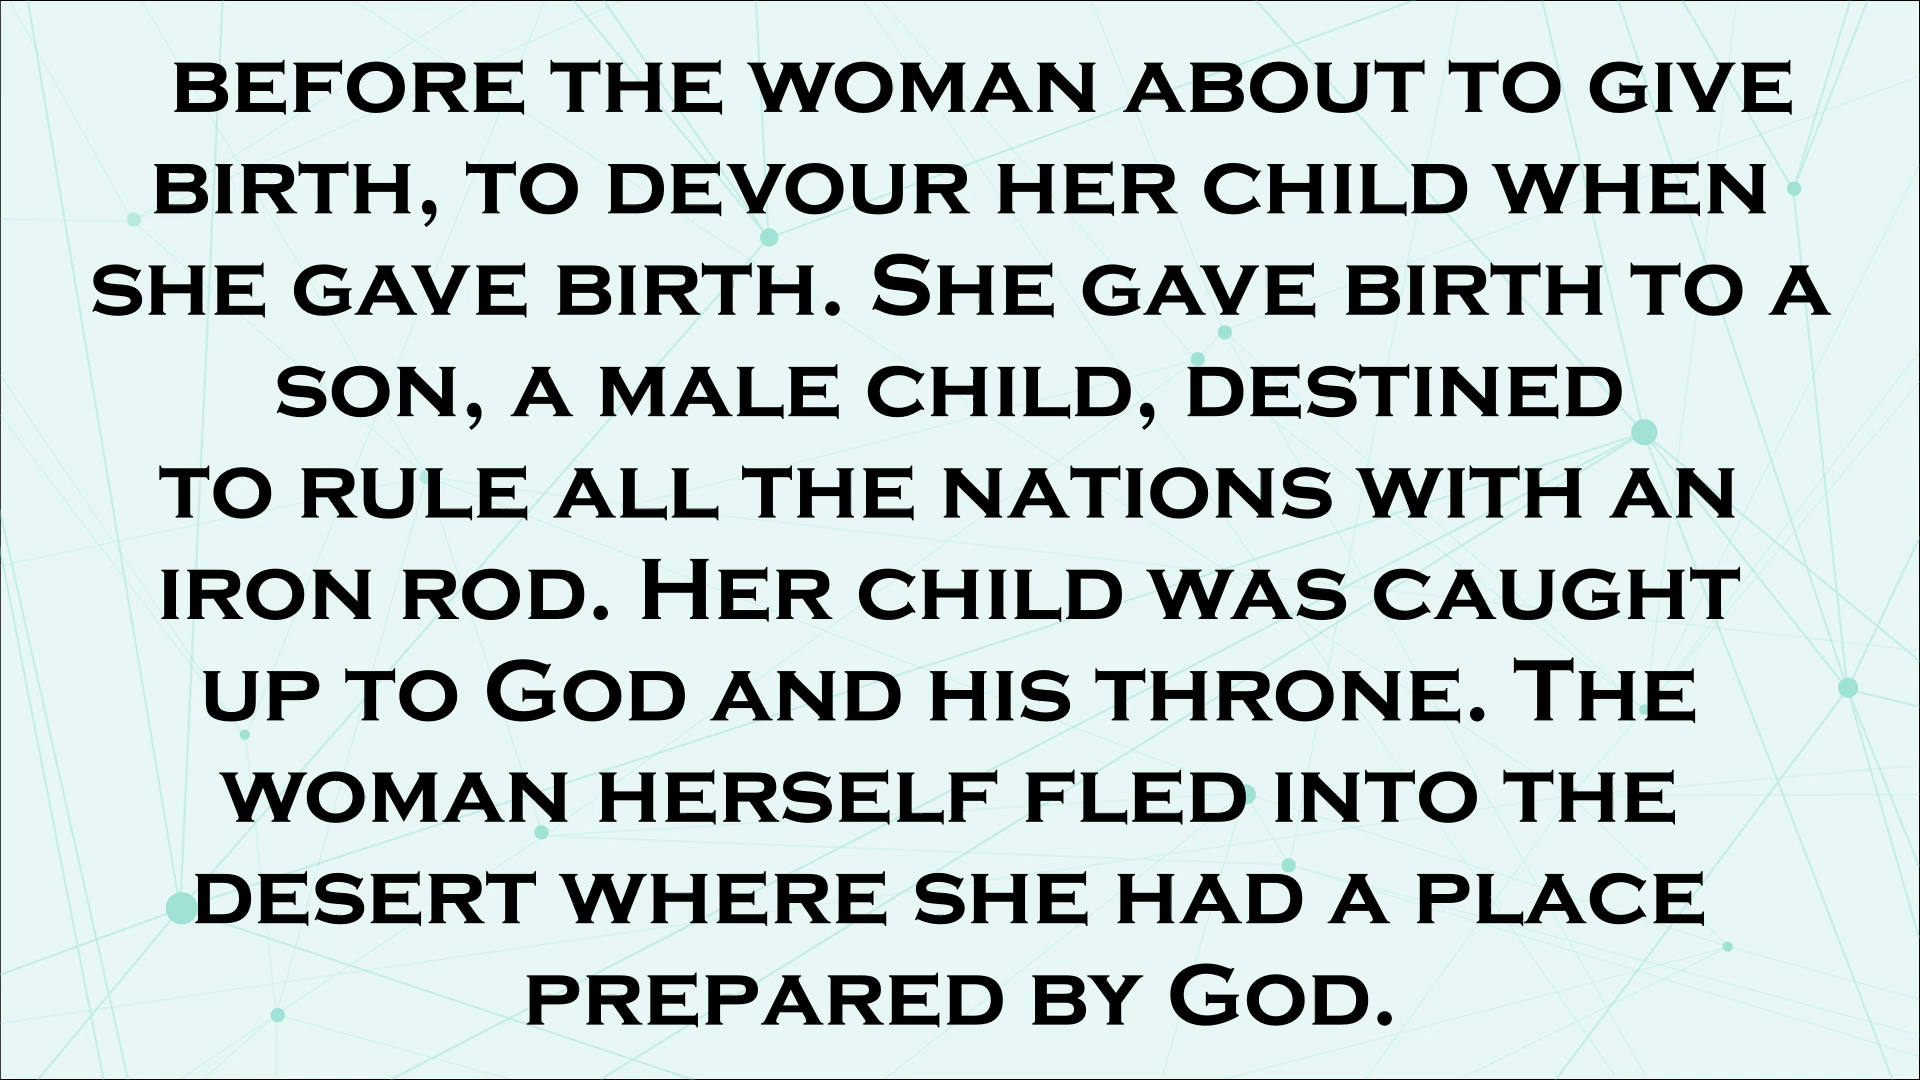 before the woman about to give
birth, to devour her child when
she gave birth. She gave birth to a
son, a male child, destined
to rule all the nations with an
iron rod. Her child was caught
up to God and his throne. The
woman herself fled into the
desert where she had a place
prepared by God.